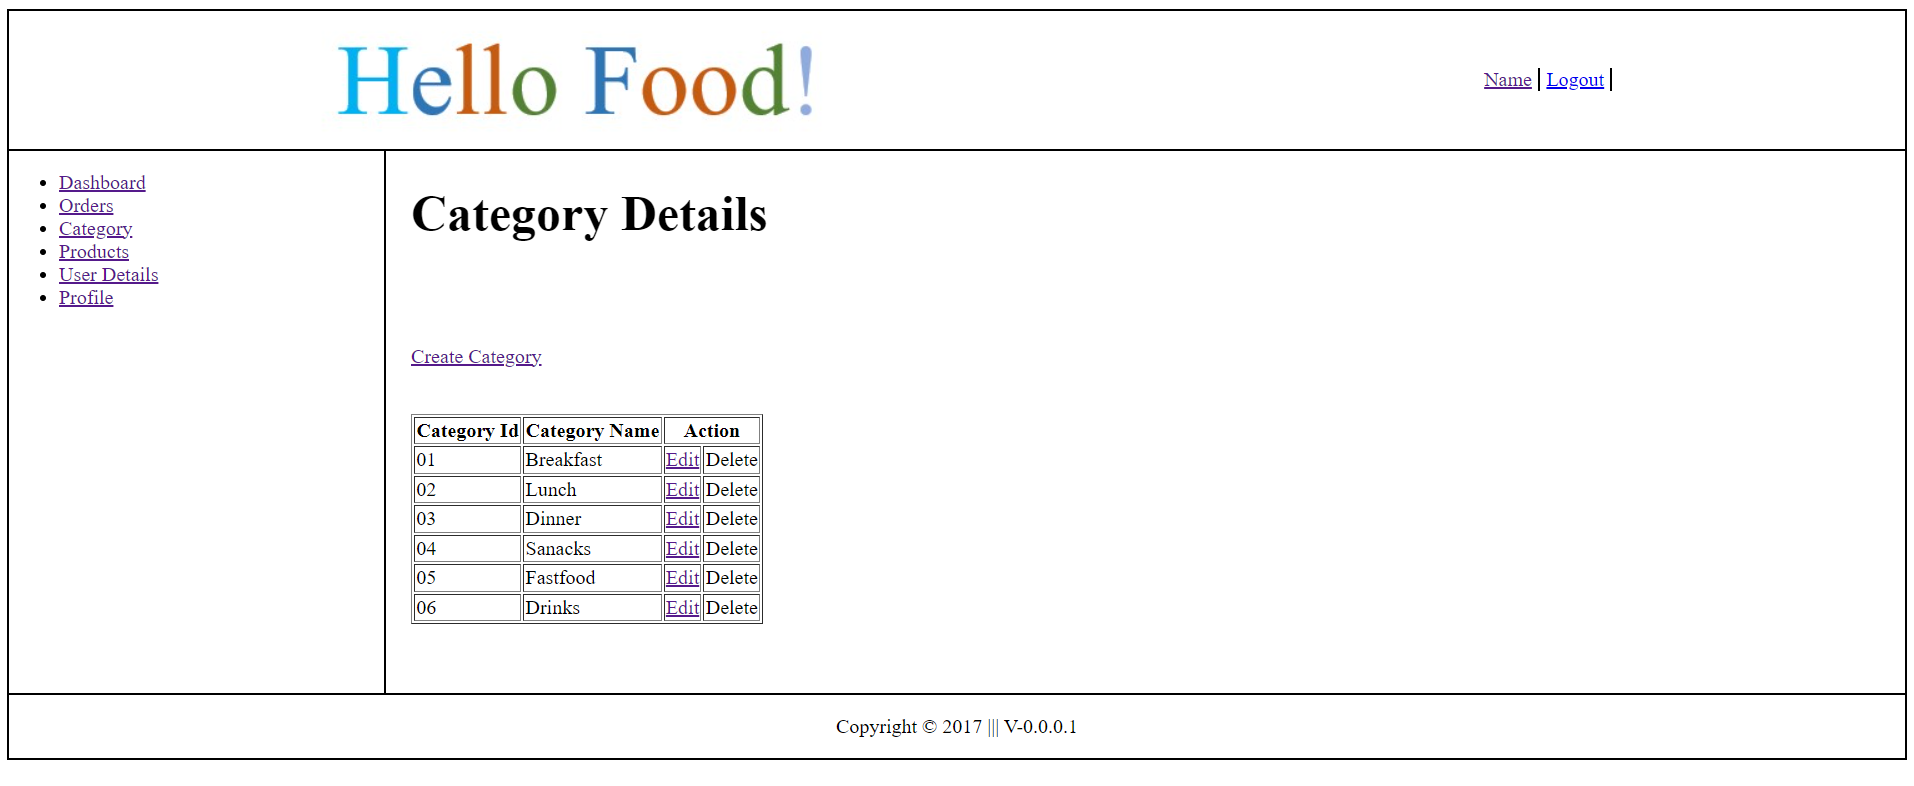 Hello Food!
Name | Logout |
Dashboard
Orders
Category
Products
User Details
Profile
Category Details
Create Category
Category Id Category Name Action
01 Breakfast Edit Delete
02 Lunch Edit Delete
03 Dinner Edit Delete
04 Sanacks Edit Delete
05 Fastfood Edit Delete
06 Drinks Edit Delete
Copyright © 2017 ||| V-0.0.0.1